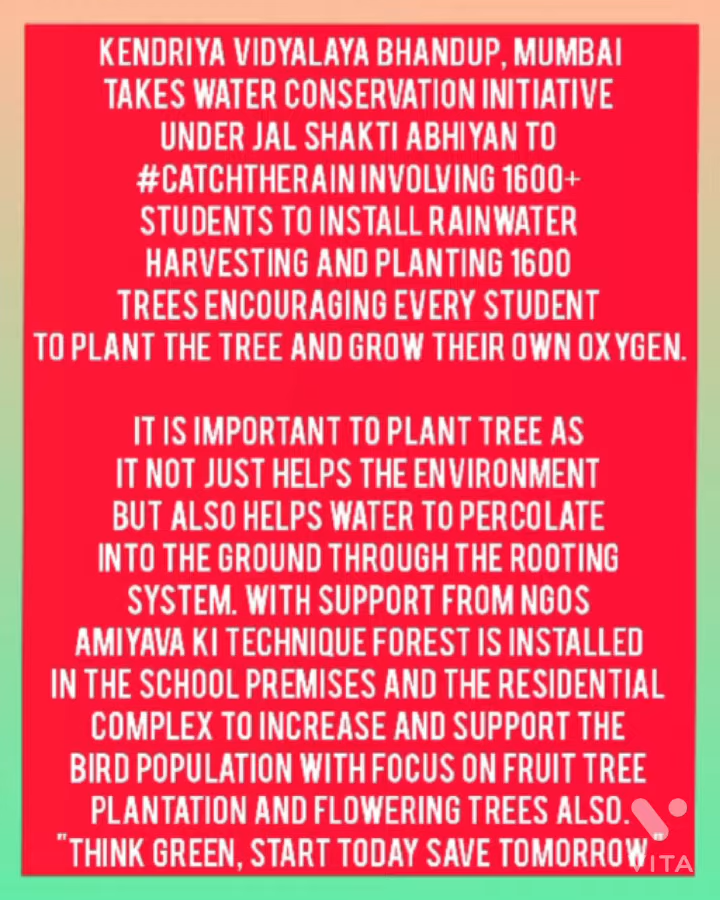 KENDRIYA VIDYALAYA BHANDUP, MUMBAI
TAKES WATER CONSERVATION INITIATIVE
UNDER JAL SHAKTI ABHIYAN TO
#CATCHTHERAIN INVOLVING 1600+
STUDENTS TO INSTALL RAINWATER
HARVESTING AND PLANTING 1600
TREES ENCOURAGING EVERY STUDENT
TO PLANT THE TREE AND GROW THEIR OWN OXYGEN.
IT IS IMPORTANT TO PLANT TREE AS
IT NOT JUST HELPS THE ENVIRONMENT
BUT ALSO HELPS WATER TO PERCOLATE
INTO THE GROUND THROUGH THE ROOTING
SYSTEM. WITH SUPPORT FROM NGOS
AMIYAVA KI TECHNIQUE FOREST IS INSTALLED
IN THE SCHOOL PREMISES AND THE RESIDENTIAL
COMPLEX TO INCREASE AND SUPPORT THE
BIRD POPULATION WITH FOCUS ON FRUIT TREE
PLANTATION AND FLOWERING TREES ALSO.
"THINK GREEN, START TODAY SAVE TOMORROW"
VITA